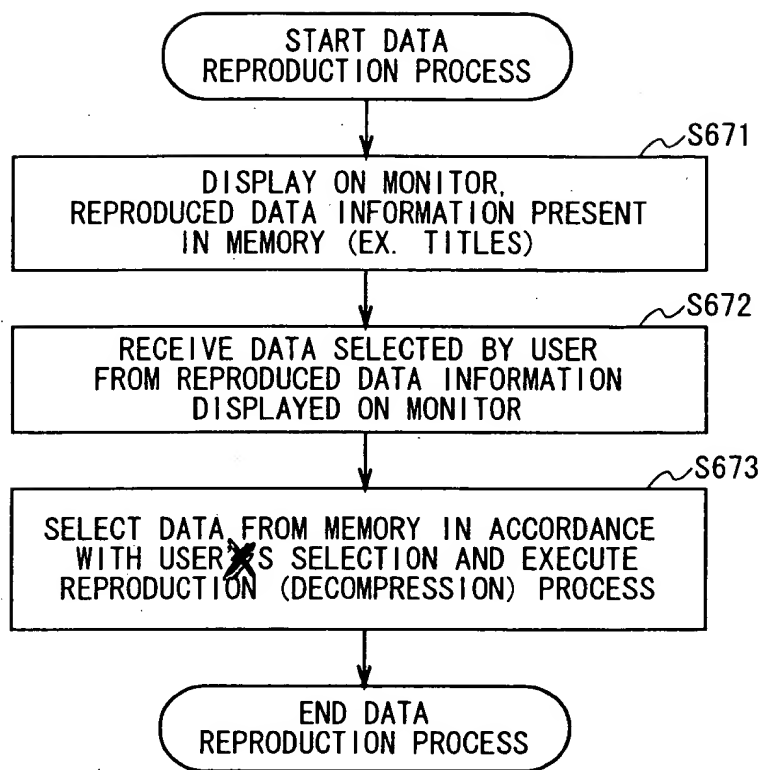 START DATA
REPRODUCTION PROCESS
S671
DISPLAY ON MONITOR,
REPRODUCED DATA INFORMATION PRESENT
IN MEMORY (EX. TITLES)
S672
RECEIVE DATA SELECTED BY USER
FROM REPRODUCED DATA INFORMATION
DISPLAYED ON MONITOR
S673
SELECT DATA FROM MEMORY IN ACCORDANCE
WITH USER S SELECTION AND EXECUTE
REPRODUCTION (DECOMPRESSION) PROCESS
END DATA
REPRODUCTION PROCESS